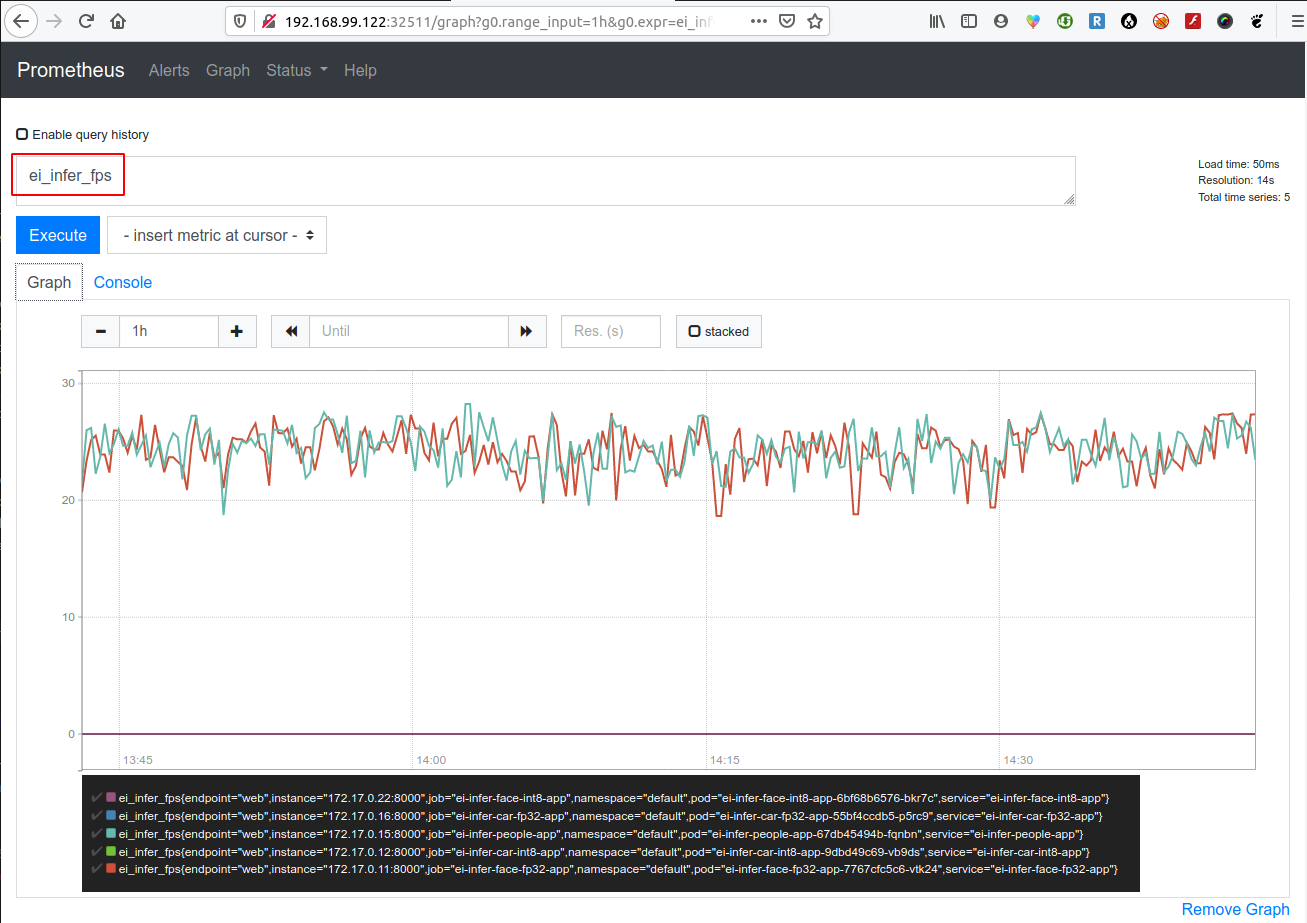 192.168.99.122:32511/graph?g0.range_input=1h&g0.expr=ei_inf
Prometheus Alerts Graph Status Help
Enable query history
ei_infer_fps
Load time: 50ms
Resolution: 14s
Total time series: 5
Execute - insert metric at cursor -
Graph Console
1h Until Res. (s) stacked
30
20
10
0
13:45 14:00 14:15 14:30
ei_infer_fps{endpoint="web",instance="172.17.0.22:8000",job="ei-infer-face-int8-app",namespace="default",pod="ei-infer-face-int8-app-6bf68b6576-bkr7c",service="ei-infer-face-int8-app"}
ei_infer_fps{endpoint="web",instance="172.17.0.16:8000",job="ei-infer-car-fp32-app",namespace="default",pod="ei-infer-car-fp32-app-55bf4ccdb5-p5rc9",service="ei-infer-car-fp32-app"}
ei_infer_fps{endpoint="web",instance="172.17.0.15:8000",job="ei-infer-people-app",namespace="default",pod="ei-infer-people-app-67db45494b-fqnbn",service="ei-infer-people-app"}
ei_infer_fps{endpoint="web",instance="172.17.0.12:8000",job="ei-infer-car-int8-app",namespace="default",pod="ei-infer-car-int8-app-9dbd49c69-vb9ds",service="ei-infer-car-int8-app"}
ei_infer_fps{endpoint="web",instance="172.17.0.11:8000",job="ei-infer-face-fp32-app",namespace="default",pod="ei-infer-face-fp32-app-7767cfc5c6-vtk24",service="ei-infer-face-fp32-app"}
Remove Graph